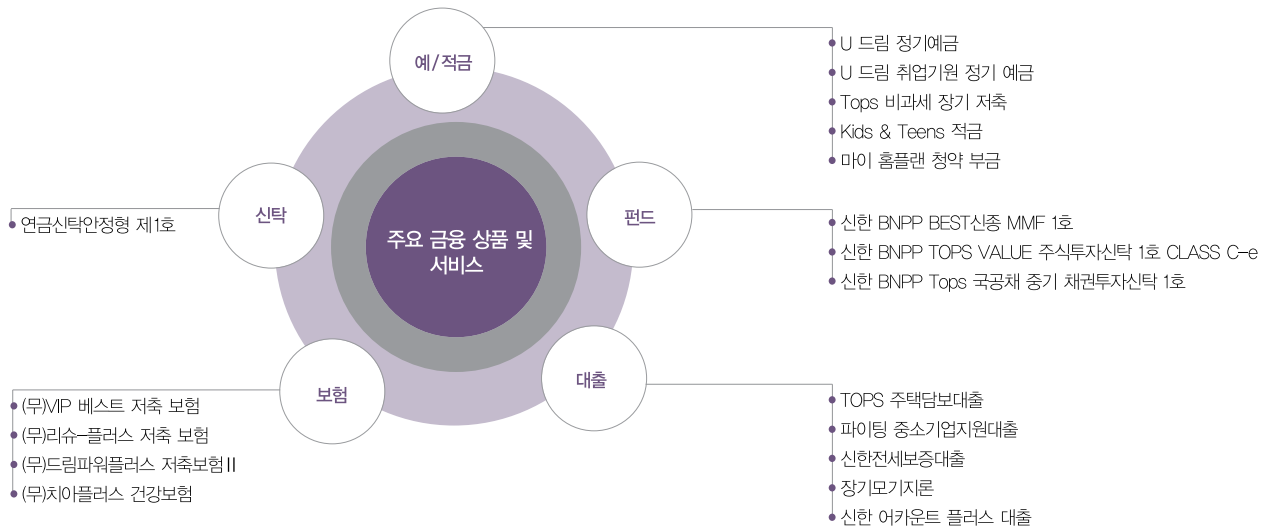 예/적금
U 드림 정기예금
U 드림 취업기원 정기 예금
Tops 비과세 장기 저축
Kids & Teens 적금
마이 홈플랜 청약 부금
신탁
연금신탁안정형 제1호
펀드
신한 BNPP BEST신종 MMF 1호
신한 BNPP TOPS VALUE 주식투자신탁 1호 CLASS C-e
신한 BNPP Tops 국공채 중기 채권투자신탁 1호
주요 금융 상품 및
서비스
보험
(무)VIP 베스트 저축 보험
(무)리슈-플러스 저축 보험
(무)드림파워플러스 저축보험Ⅱ
(무)치아플러스 건강보험
대출
TOPS 주택담보대출
파이팅 중소기업지원대출
신한전세보증대출
장기모기지론
신한 어카운트 플러스 대출